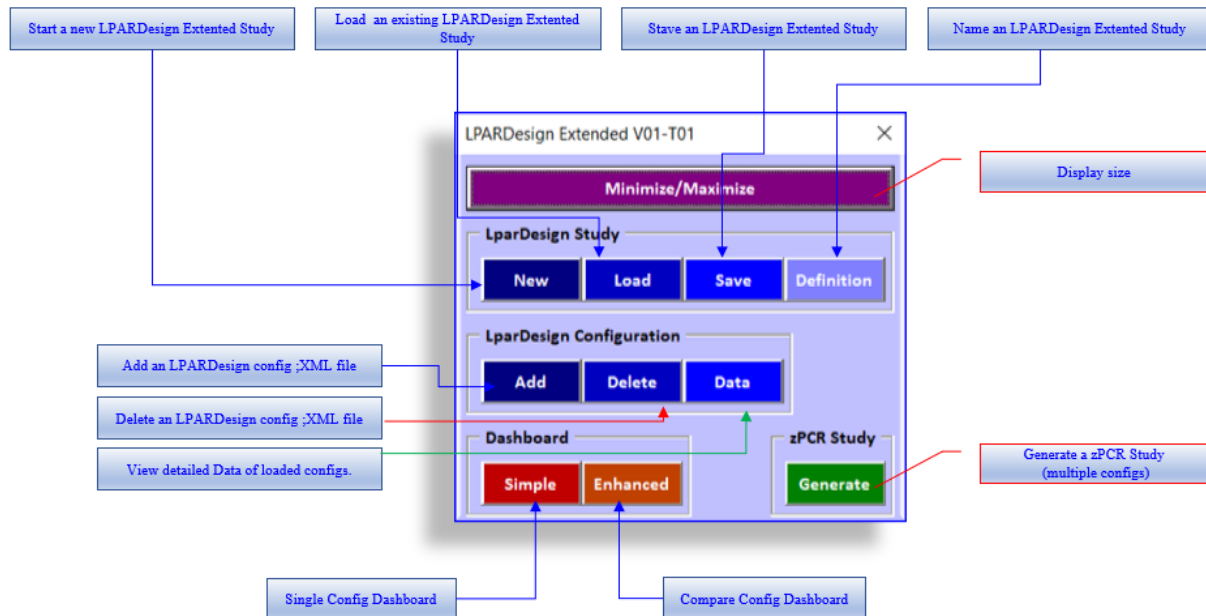 Start a new LPARDesign Extented Study
Load an existing LPARDesign Extented
Study
Stave an LPARDesign Extented Study
Name an LPARDesign Extented Study
LPARDesign Extended V01-T01
Minimize/Maximize
Display size
LparDesign Study
New
Load
Save
Definition
LparDesign Configuration
Add an LPARDesign config ;XML file
Add
Delete
Data
Delete an LPARDesign config ;XML file
View detailed Data of loaded configs.
Dashboard
zPCR Study
Simple
Enhanced
Generate
Generate a zPCR Study
(multiple configs)
Single Config Dashboard
Compare Config Dashboard